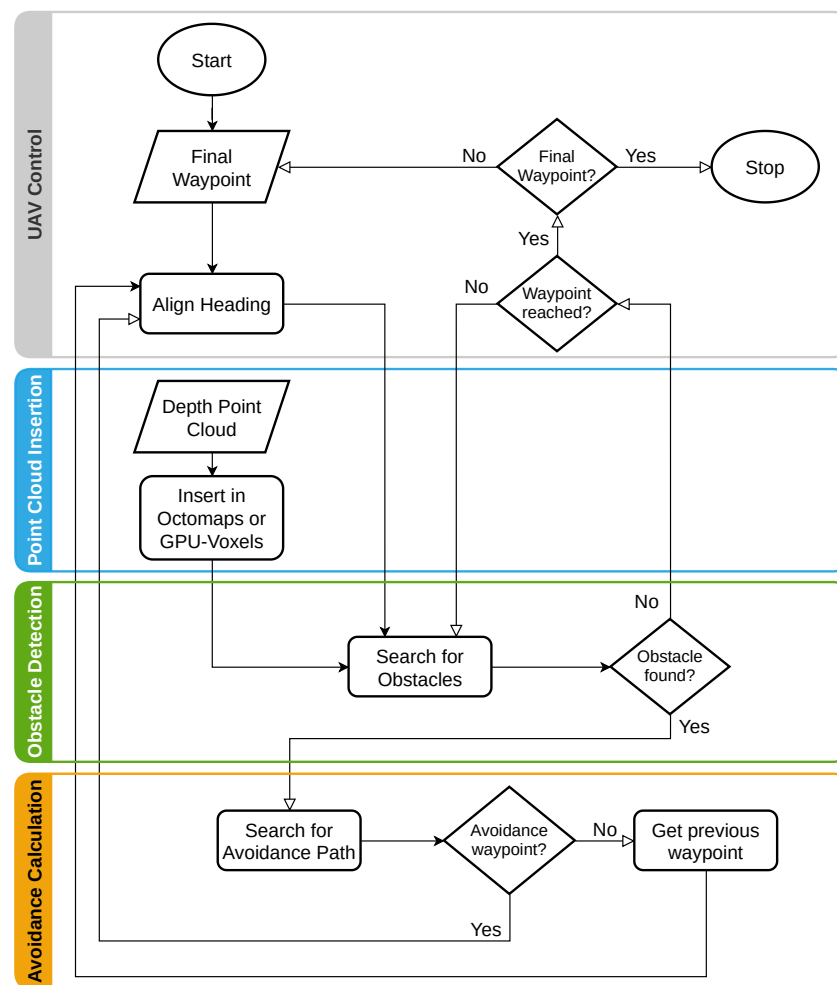 UAV Control
Start
Final
Waypoint
No
Final
Waypoint?
Yes
Stop
Yes
Align Heading
No
Waypoint
reached?
Point Cloud Insertion
Depth Point
Cloud
Insert in
Octomaps or
GPU-Voxels
Obstacle Detection
No
Search for
Obstacles
Obstacle
found?
Yes
Avoidance Calculation
Search for
Avoidance Path
Avoidance
waypoint?
No
Get previous
waypoint
Yes